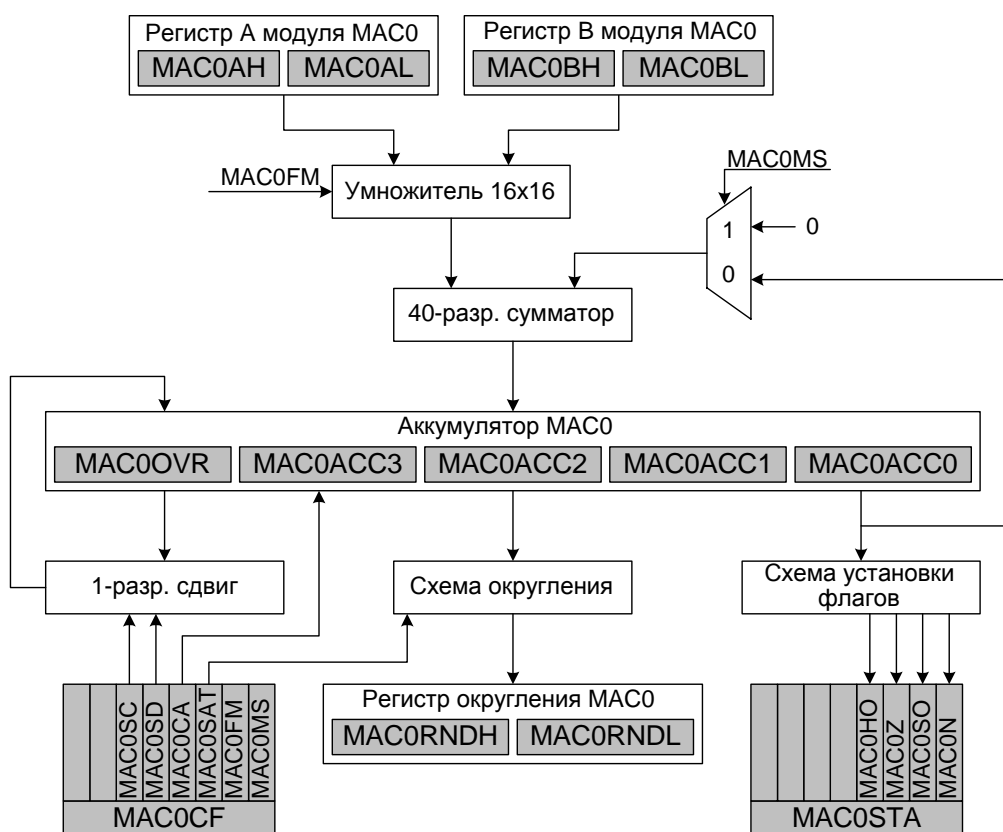 Регистр А модуля MAC0
Регистр В модуля MAC0
MAC0AH
MAC0AL
MAC0BH
MAC0BL
MAC0FM
Умножитель 16x16
MAC0MS
1
0
0
40-разр. сумматор
Аккумулятор MAC0
MAC0OVR
MAC0ACC3
MAC0ACC2
MAC0ACC1
MAC0ACC0
1-разр. сдвиг
Схема округления
Схема установки
флагов
MAC0SC
MAC0SD
MAC0CA
MAC0SAT
MAC0FM
MAC0MS
MAC0CF
Регистр округления MAC0
MAC0RNDH
MAC0RNDL
MAC0HO
MAC0Z
MAC0SO
MAC0N
MAC0STA